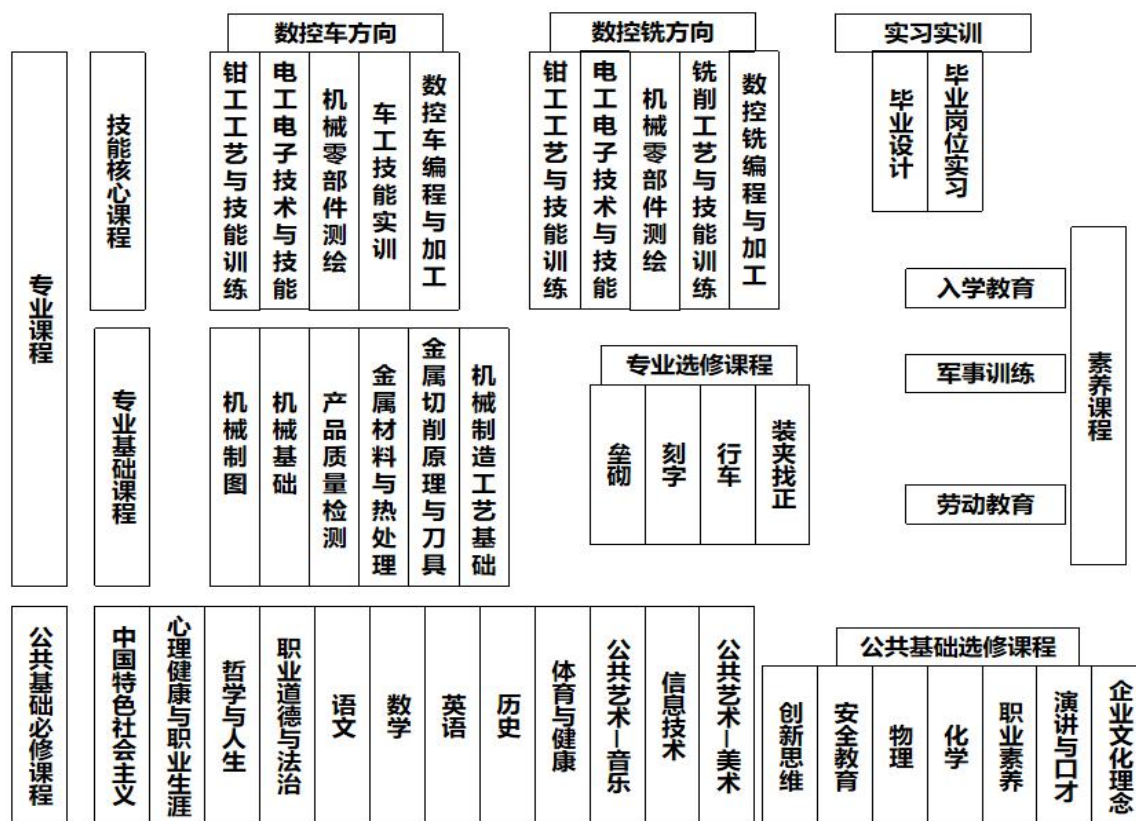 数控车方向
数控铣方向
实习实训
专业课程
技能核心课程
钳工工艺与技能训练
电工电子技术与技能
机械零部件测绘
车工技能实训
数控车编程与加工
钳工工艺与技能训练
电工电子技术与技能
机械零部件测绘
铣削工艺与技能训练
数控铣编程与加工
毕业设计
毕业岗位实习
素养课程
入学教育
军事训练
劳动教育
专业基础课程
机械制图
机械基础
产品质量检测
金属材料与热处理
金属切削原理与刀具
机械制造工艺基础
专业选修课程
垒砌
刻字
行车
装夹找正
公共基础必修课程
中国特色社会主义
心理健康与职业生涯
哲学与人生
职业道德与法治
语文
数学
英语
历史
体育与健康
公共艺术—音乐
信息技术
公共艺术—美术
公共基础选修课程
创新思维
安全教育
物理
化学
职业素养
演讲与口才
企业文化理念